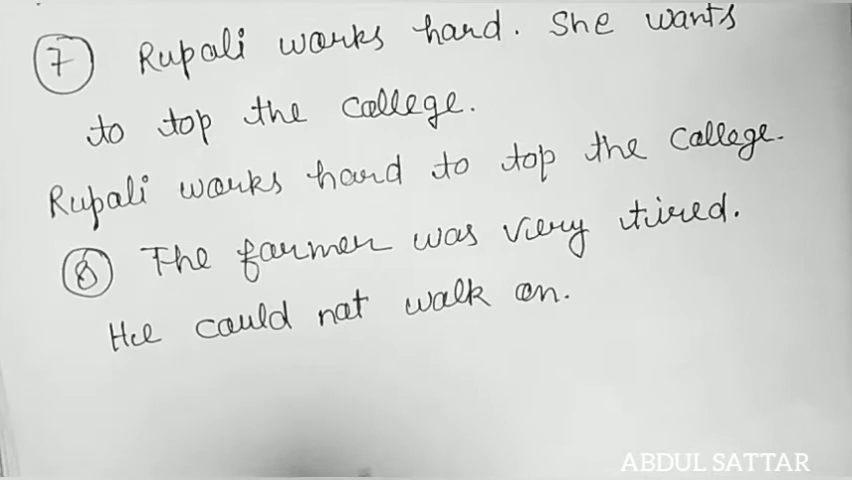 7 Rupali works hard. She wants
to top the college.
Rupali works hard to top the college.
8 The farmer was very tired.
He could not walk on.
ABDUL SATTAR